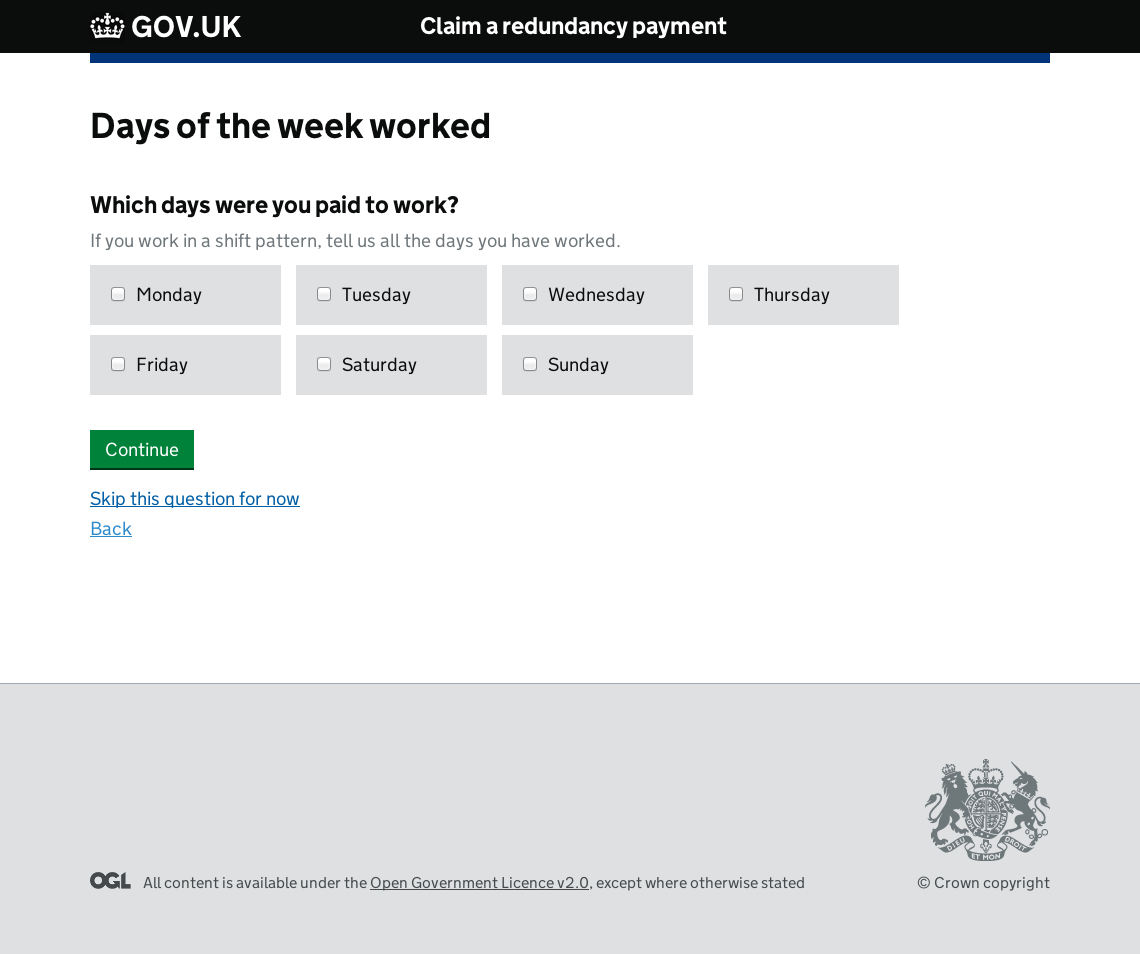 GOV.UK Claim a redundancy payment
Days of the week worked
Which days were you paid to work?
If you work in a shift pattern, tell us all the days you have worked.
Monday Tuesday Wednesday Thursday
Friday Saturday Sunday
Continue
Skip this question for now
Back
DIEU ET MON DROIT
OGL All content is available under the Open Government Licence v2.0, except where otherwise stated © Crown copyright